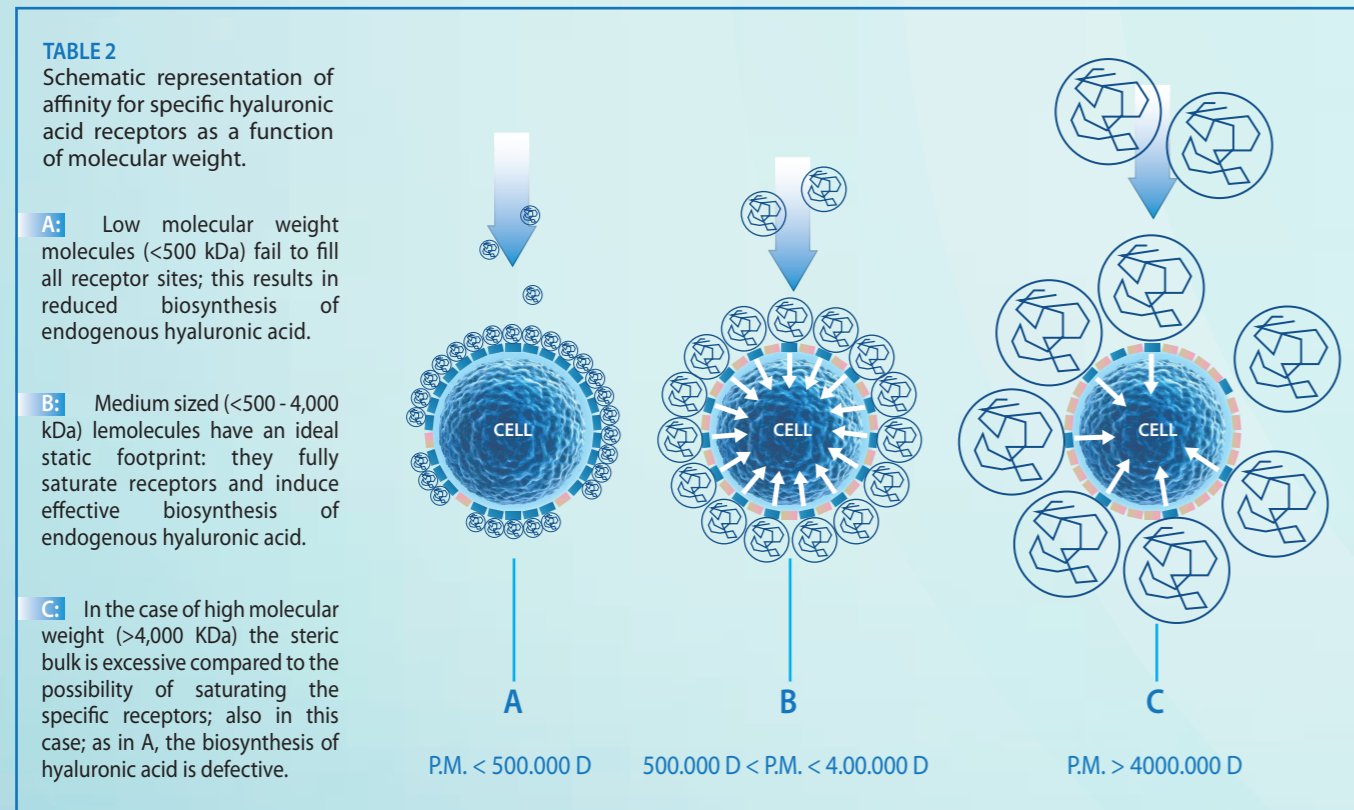 TABLE 2
Schematic representation of
affinity for specific hyaluronic
acid receptors as a function
of molecular weight.
A: Low molecular weight
molecules (<500 kDa) fail to fill
all receptor sites; this results in
reduced biosynthesis of
endogenous hyaluronic acid.
B: Medium sized (<500 - 4,000
kDa) lemolecules have an ideal
static footprint: they fully
saturate receptors and induce
effective biosynthesis of
endogenous hyaluronic acid.
C: In the case of high molecular
weight (>4,000 KDa) the steric
bulk is excessive compared to the
possibility of saturating the
specific receptors; also in this
case; as in A, the biosynthesis of
hyaluronic acid is defective.
CELL
CELL
CELL
A
B
C
P.M. < 500.000 D
500.000 D < P.M. < 4.00.000 D
P.M. > 4000.000 D